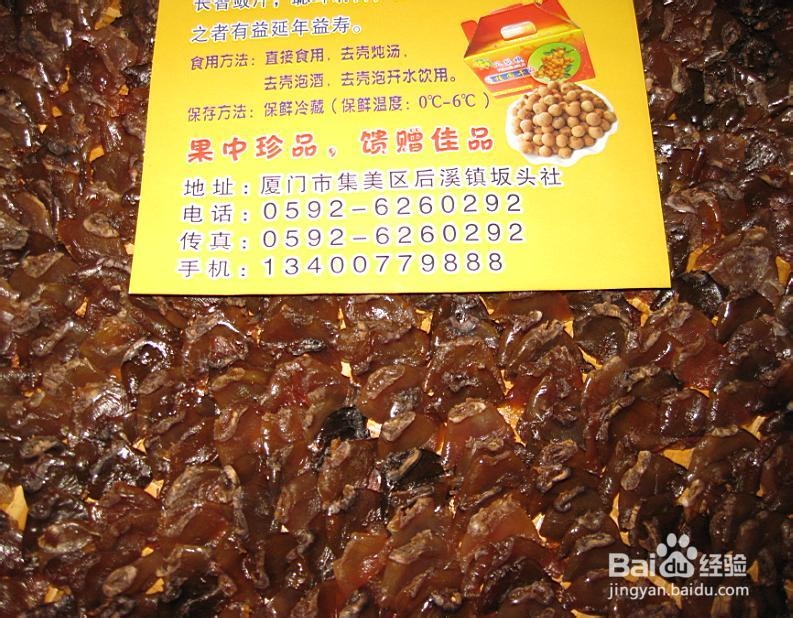 之者有益延年益寿。
食用方法：直接食用，去壳炖汤，
去壳泡酒，去壳泡开水饮用。
保存方法：保鲜冷藏（保鲜温度：0℃-6℃）
果中珍品，馈赠佳品
地址：厦门市集美区后溪镇坂头社
电话：0592-6260292
传真：0592-6260292
手机：13400779888
Bai du 经验
jingyan.baidu.com